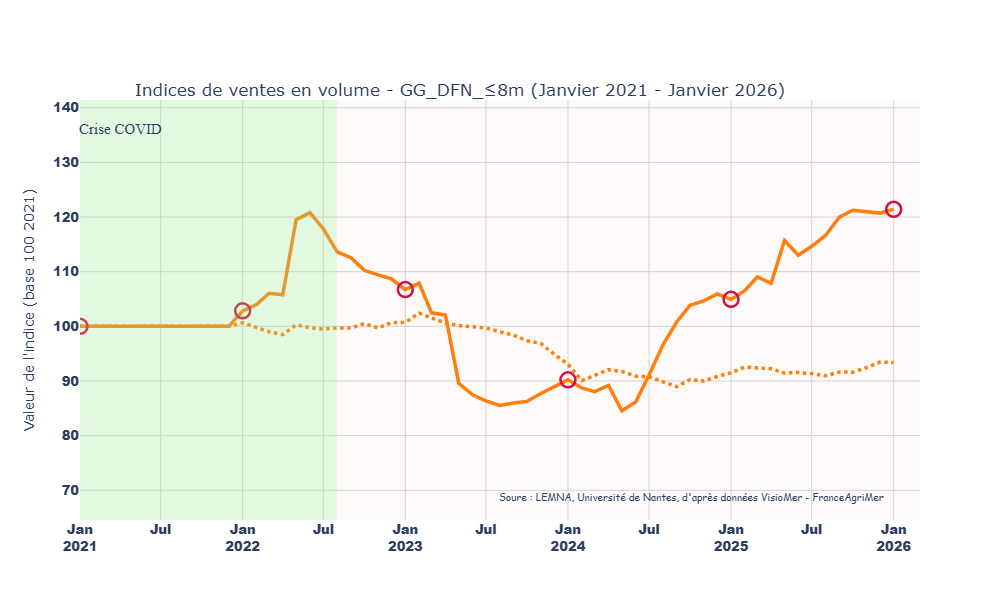 Indices de ventes en volume - GG_DFN_≤8m (Janvier 2021 - Janvier 2026)
Valeur de l'indice (base 100 2021)
140
Crise COVID
130
120
110
100
90
80
70
Soure : LEMNA, Université de Nantes, d'après données VisioMer - FranceAgriMer
Jan
2021
Jul
Jan
2022
Jul
Jan
2023
Jul
Jan
2024
Jul
Jan
2025
Jul
Jan
2026